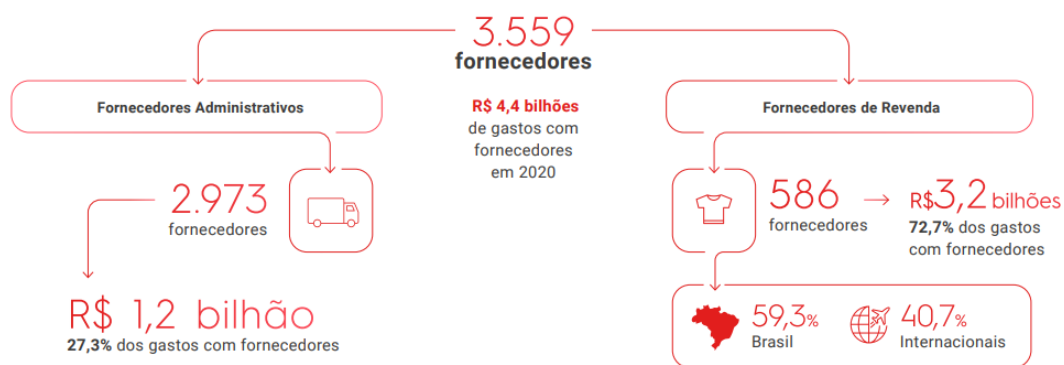 3.559
fornecedores
R$ 4,4 bilhões
de gastos com
fornecedores
em 2020
Fornecedores Administrativos
2.973
fornecedores
R$ 1,2 bilhão
27,3% dos gastos com fornecedores
Fornecedores de Revenda
586
fornecedores
R$3,2 bilhões
72,7% dos gastos
com fornecedores
59,3%
Brasil
40,7%
Internacionais